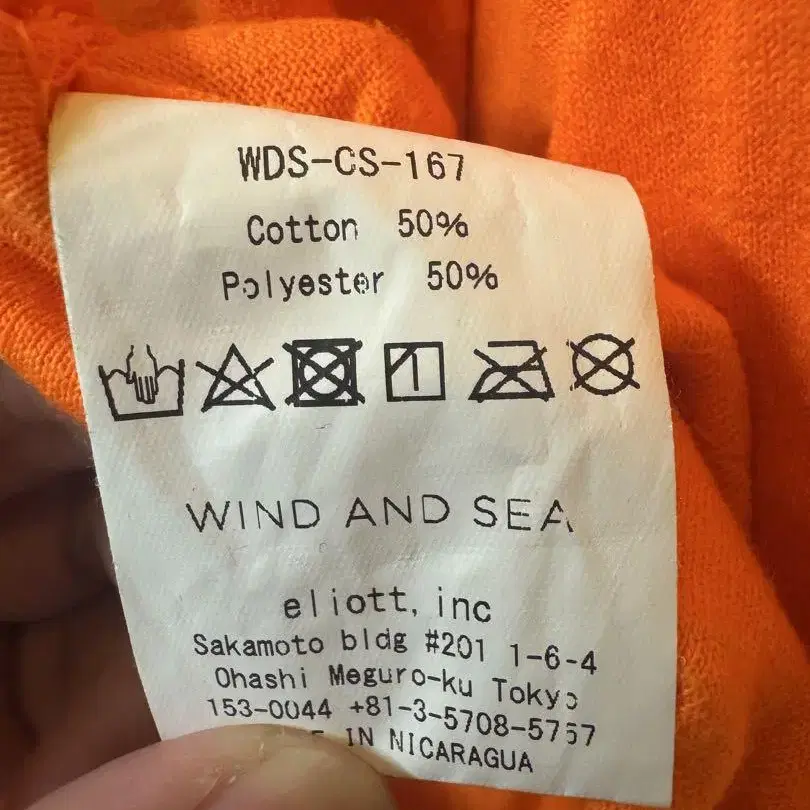 WDS-CS-167
Cotton 50%
Polyester 50%
WIND AND SEA
eliott, inc
Sakamoto bldg #201 1-6-4
Ohashi Meguro-ku Tokyo
153-0044 +81-3-5708-5757
IN NICARAGUA